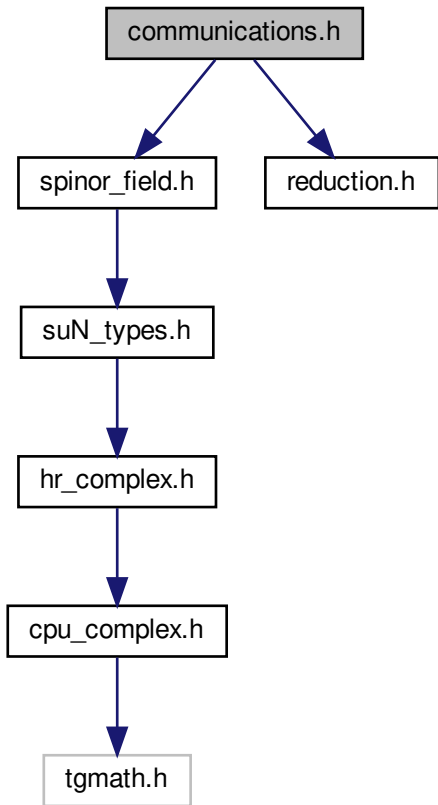 communications.h
spinor_field.h
reduction.h
suN_types.h
hr_complex.h
cpu_complex.h
tgmath.h